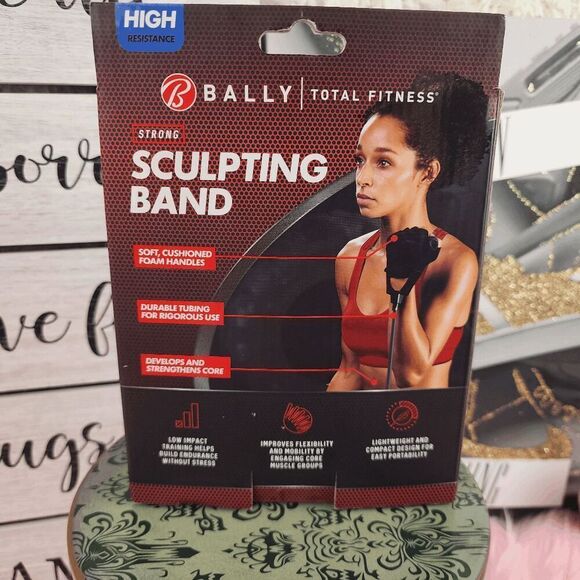 HIGH
RESISTANCE
B BALLY TOTAL FITNESS®
STRONG
SCULPTING
BAND
SOFT, CUSHIONED
FOAM HANDLES
DURABLE TUBING
FOR RIGOROUS USE
DEVELOPS AND
STRENGTHENS CORE
LOW IMPACT
TRAINING HELPS
BUILD ENDURANCE
WITHOUT STRESS
IMPROVES FLEXIBILITY
AND MOBILITY BY
ENGAGING CORE
MUSCLE GROUPS
LIGHTWEIGHT AND
COMPACT DESIGN FOR
EASY PORTABILITY